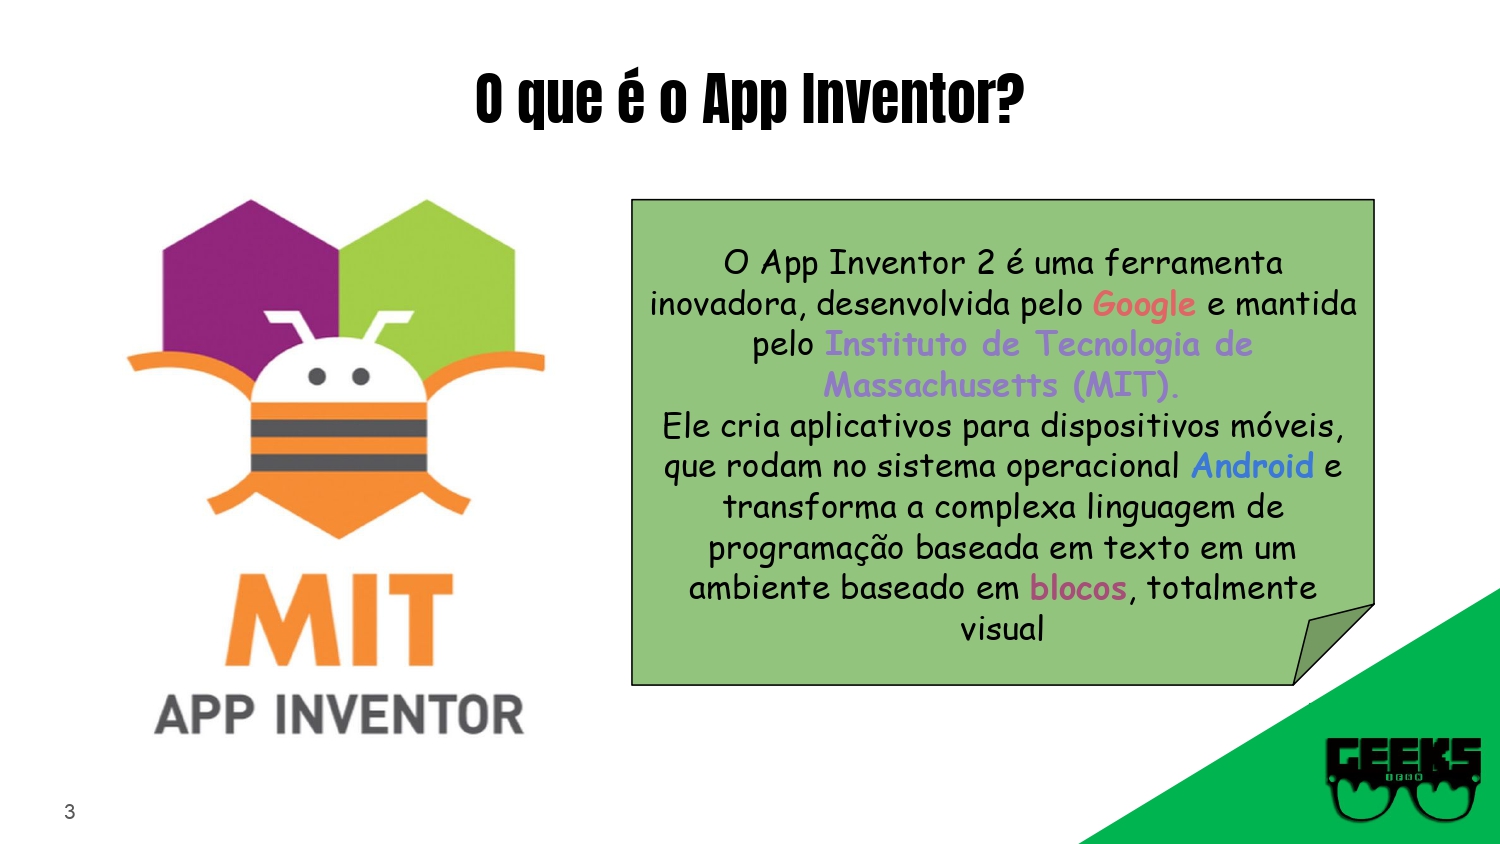 O que é o App Inventor?
MIT
APP INVENTOR
O App Inventor 2 é uma ferramenta
inovadora, desenvolvida pelo Google e mantida
pelo Instituto de Tecnologia de
Massachusetts (MIT).
Ele cria aplicativos para dispositivos móveis,
que rodam no sistema operacional Android e
transforma a complexa linguagem de
programação baseada em texto em um
ambiente baseado em blocos, totalmente
visual
GEEKS
3